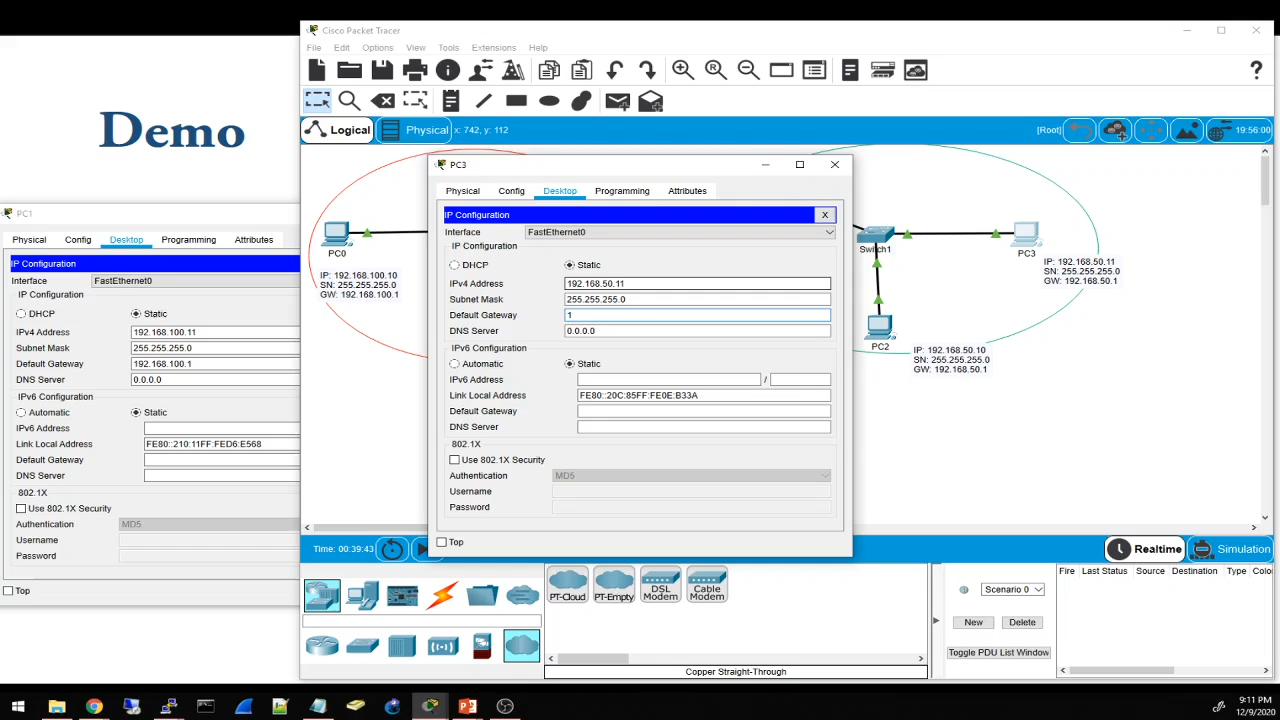 Cisco Packet Tracer
File Edit Options View Tools Extensions Help
Demo
Logical Physical x: 742, y: 112 [Root] 19:56:00
PC3
Physical Config Desktop Programming Attributes
IP Configuration X
Interface FastEthernet0
IP Configuration
DHCP Static
IPv4 Address 192.168.50.11
Subnet Mask 255.255.255.0
Default Gateway 1
DNS Server 0.0.0.0
IPv6 Configuration
Automatic Static
IPv6 Address /
Link Local Address FE80::20C:85FF:FE0E:B33A
Default Gateway
DNS Server
802.1X
Use 802.1X Security
Authentication MD5
Username
Password
Top
PC1
Physical Config Desktop Programming Attributes
IP Configuration
Interface FastEthernet0
IP Configuration
DHCP Static
IPv4 Address 192.168.100.11
Subnet Mask 255.255.255.0
Default Gateway 192.168.100.1
DNS Server 0.0.0.0
IPv6 Configuration
Automatic Static
IPv6 Address
Link Local Address FE80::210:11FF:FED6:E568
Default Gateway
DNS Server
802.1X
Use 802.1X Security
Authentication MD5
Username
Password
Top
PC0
IP: 192.168.100.10
SN: 255.255.255.0
GW: 192.168.100.1
Switch1
PC3
IP: 192.168.50.11
SN: 255.255.255.0
GW: 192.168.50.1
PC2
IP: 192.168.50.10
SN: 255.255.255.0
GW: 192.168.50.1
Time: 00:39:43 Realtime Simulation
PT-Cloud PT-Empty DSL Modem Cable Modem
Copper Straight-Through
Scenario 0
New Delete
Toggle PDU List Window
Fire Last Status Source Destination Type Colo
9:11 PM
12/9/2020